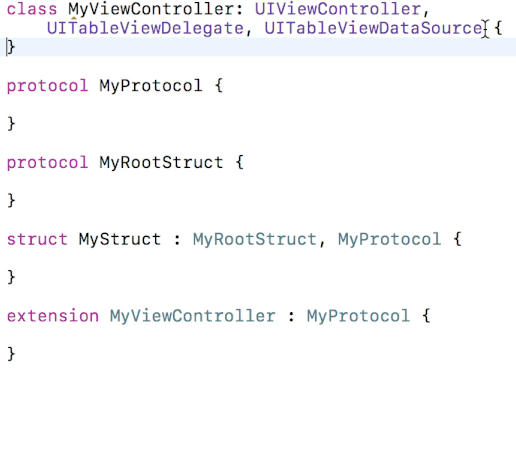 class MyViewController: UIViewController,
    UITableViewDelegate, UITableViewDataSource {
}
protocol MyProtocol {
}
protocol MyRootStruct {
}
struct MyStruct : MyRootStruct, MyProtocol {
}
extension MyViewController : MyProtocol {
}